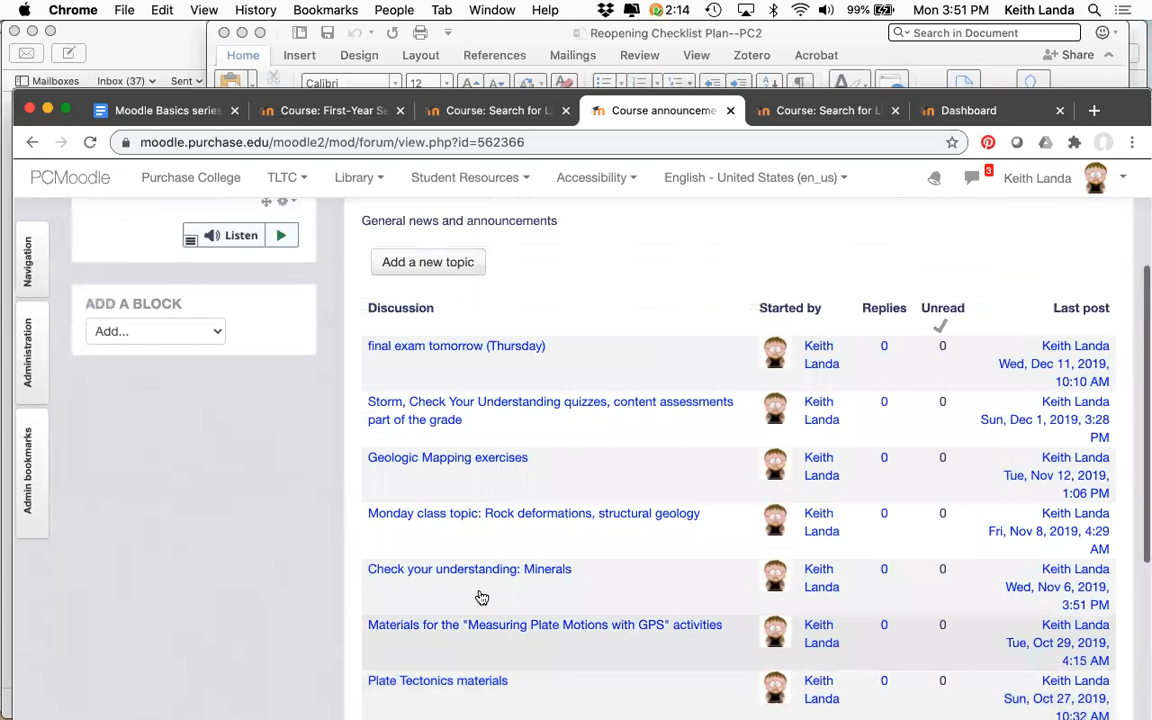 Chrome File Edit View History Bookmarks People Tab Window Help 2:14 99% Mon 3:51 PM Keith Landa
Reopening Checklist Plan--PC2 Search in Document
Home Insert Draw Design Layout References Mailings Review View Zotero Acrobat Share
Mailboxes Inbox (37) Sent Calibri 12
Moodle Basics serie Course: First-Year Se Course: Search for LI Course announceme Course: Search for LI Dashboard
moodle.purchase.edu/moodle2/mod/forum/view.php?id=562366
PCMoodle Purchase College TLTC Library Student Resources Accessibility English - United States (en_us) 3 Keith Landa
Navigation
Administration
Admin bookmarks
Listen
ADD A BLOCK
Add...
General news and announcements
Add a new topic
Discussion Started by Replies Unread Last post
final exam tomorrow (Thursday) Keith Landa 0 0 Keith Landa
Wed, Dec 11, 2019,
10:10 AM
Storm, Check Your Understanding quizzes, content assessments Keith Landa 0 0 Keith Landa
part of the grade Sun, Dec 1, 2019, 3:28
PM
Geologic Mapping exercises Keith Landa 0 0 Keith Landa
Tue, Nov 12, 2019,
1:06 PM
Monday class topic: Rock deformations, structural geology Keith Landa 0 0 Keith Landa
Fri, Nov 8, 2019, 4:29
AM
Check your understanding: Minerals Keith Landa 0 0 Keith Landa
Wed, Nov 6, 2019,
3:51 PM
Materials for the "Measuring Plate Motions with GPS" activities Keith Landa 0 0 Keith Landa
Tue, Oct 29, 2019,
4:15 AM
Plate Tectonics materials Keith Landa 0 0 Keith Landa
Sun, Oct 27, 2019,
10:32 AM